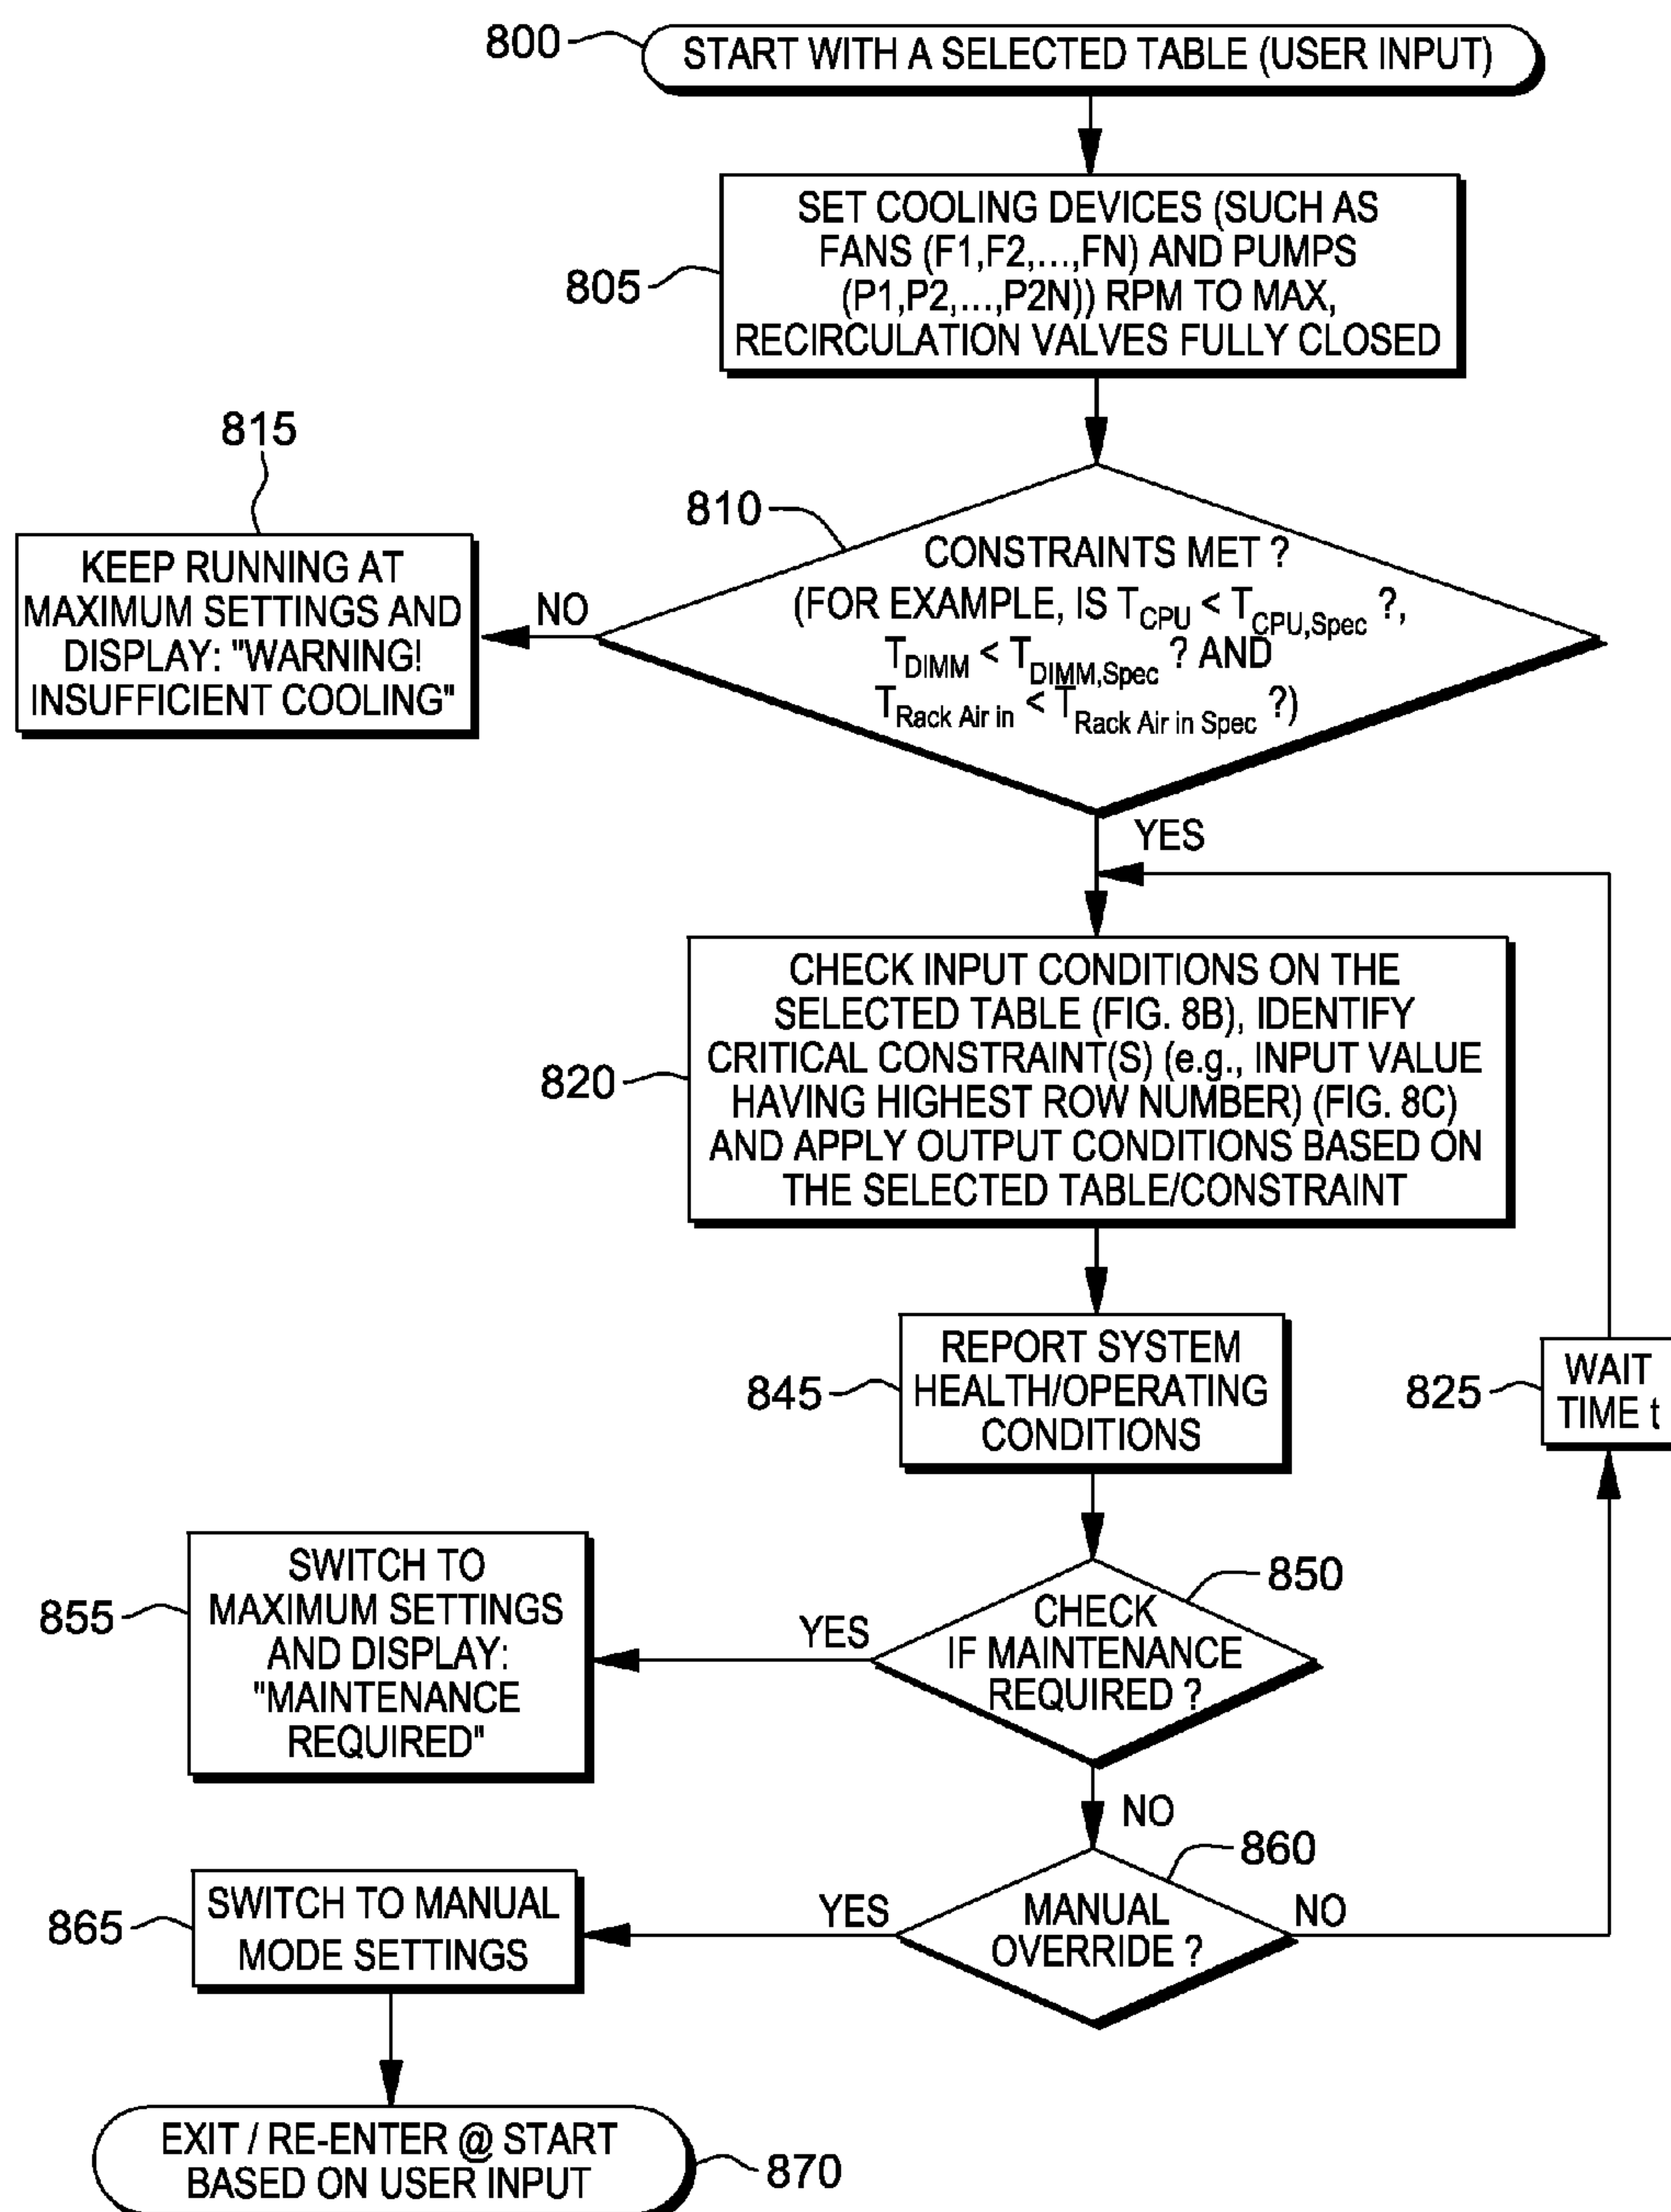 800
START WITH A SELECTED TABLE (USER INPUT)
805
SET COOLING DEVICES (SUCH AS
FANS (F1,F2,...,FN) AND PUMPS
(P1,P2,...,P2N)) RPM TO MAX,
RECIRCULATION VALVES FULLY CLOSED
810
CONSTRAINTS MET ?
(FOR EXAMPLE, IS T CPU < T CPU,Spec ?,
T DIMM < T DIMM,Spec ? AND
T Rack Air in < T Rack Air in Spec ?)
NO
815
KEEP RUNNING AT
MAXIMUM SETTINGS AND
DISPLAY: "WARNING!
INSUFFICIENT COOLING"
YES
820
CHECK INPUT CONDITIONS ON THE
SELECTED TABLE (FIG. 8B), IDENTIFY
CRITICAL CONSTRAINT(S) (e.g., INPUT VALUE
HAVING HIGHEST ROW NUMBER) (FIG. 8C)
AND APPLY OUTPUT CONDITIONS BASED ON
THE SELECTED TABLE/CONSTRAINT
845
REPORT SYSTEM
HEALTH/OPERATING
CONDITIONS
825
WAIT
TIME t
850
CHECK
IF MAINTENANCE
REQUIRED ?
YES
855
SWITCH TO
MAXIMUM SETTINGS
AND DISPLAY:
"MAINTENANCE
REQUIRED"
NO
860
MANUAL
OVERRIDE ?
NO
YES
865
SWITCH TO MANUAL
MODE SETTINGS
EXIT / RE-ENTER @ START
BASED ON USER INPUT
870